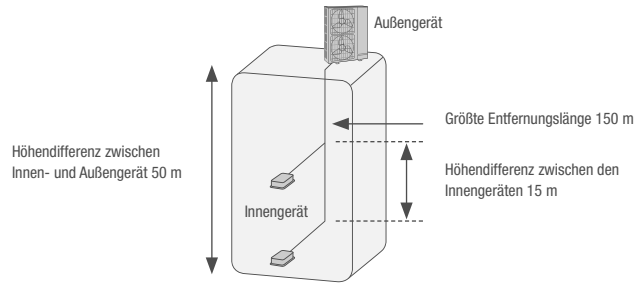 Außengerät
Größte Entfernungslänge 150 m
Höhendifferenz zwischen
Innen- und Außengerät 50 m
Höhendifferenz zwischen den
Innengeräten 15 m
Innengerät